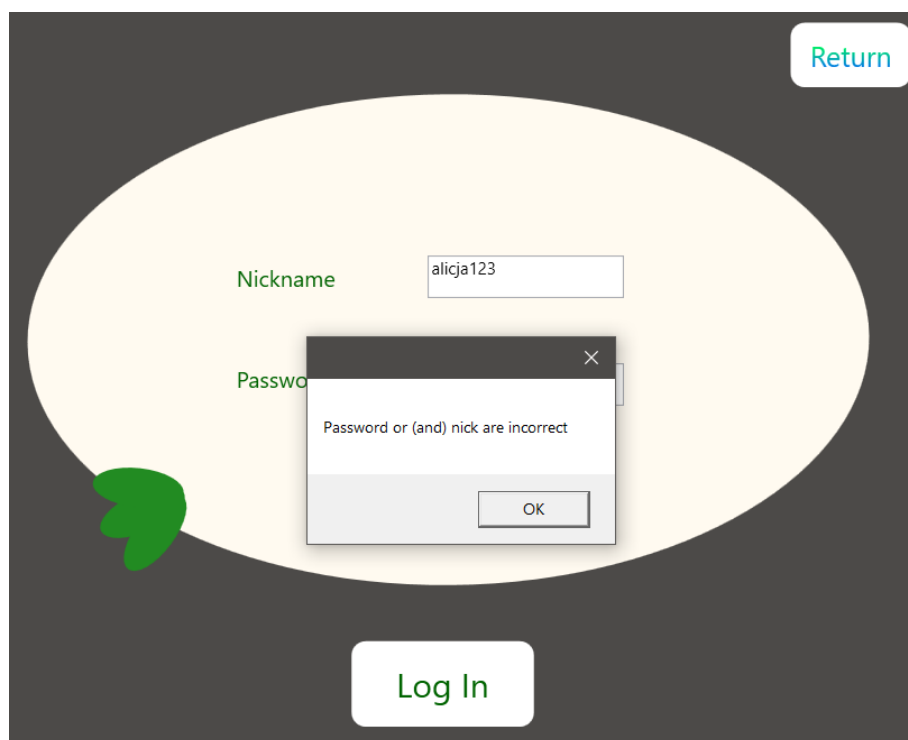 Return
Nickname
alicja123
Passwo
Password or (and) nick are incorrect
OK
Log In